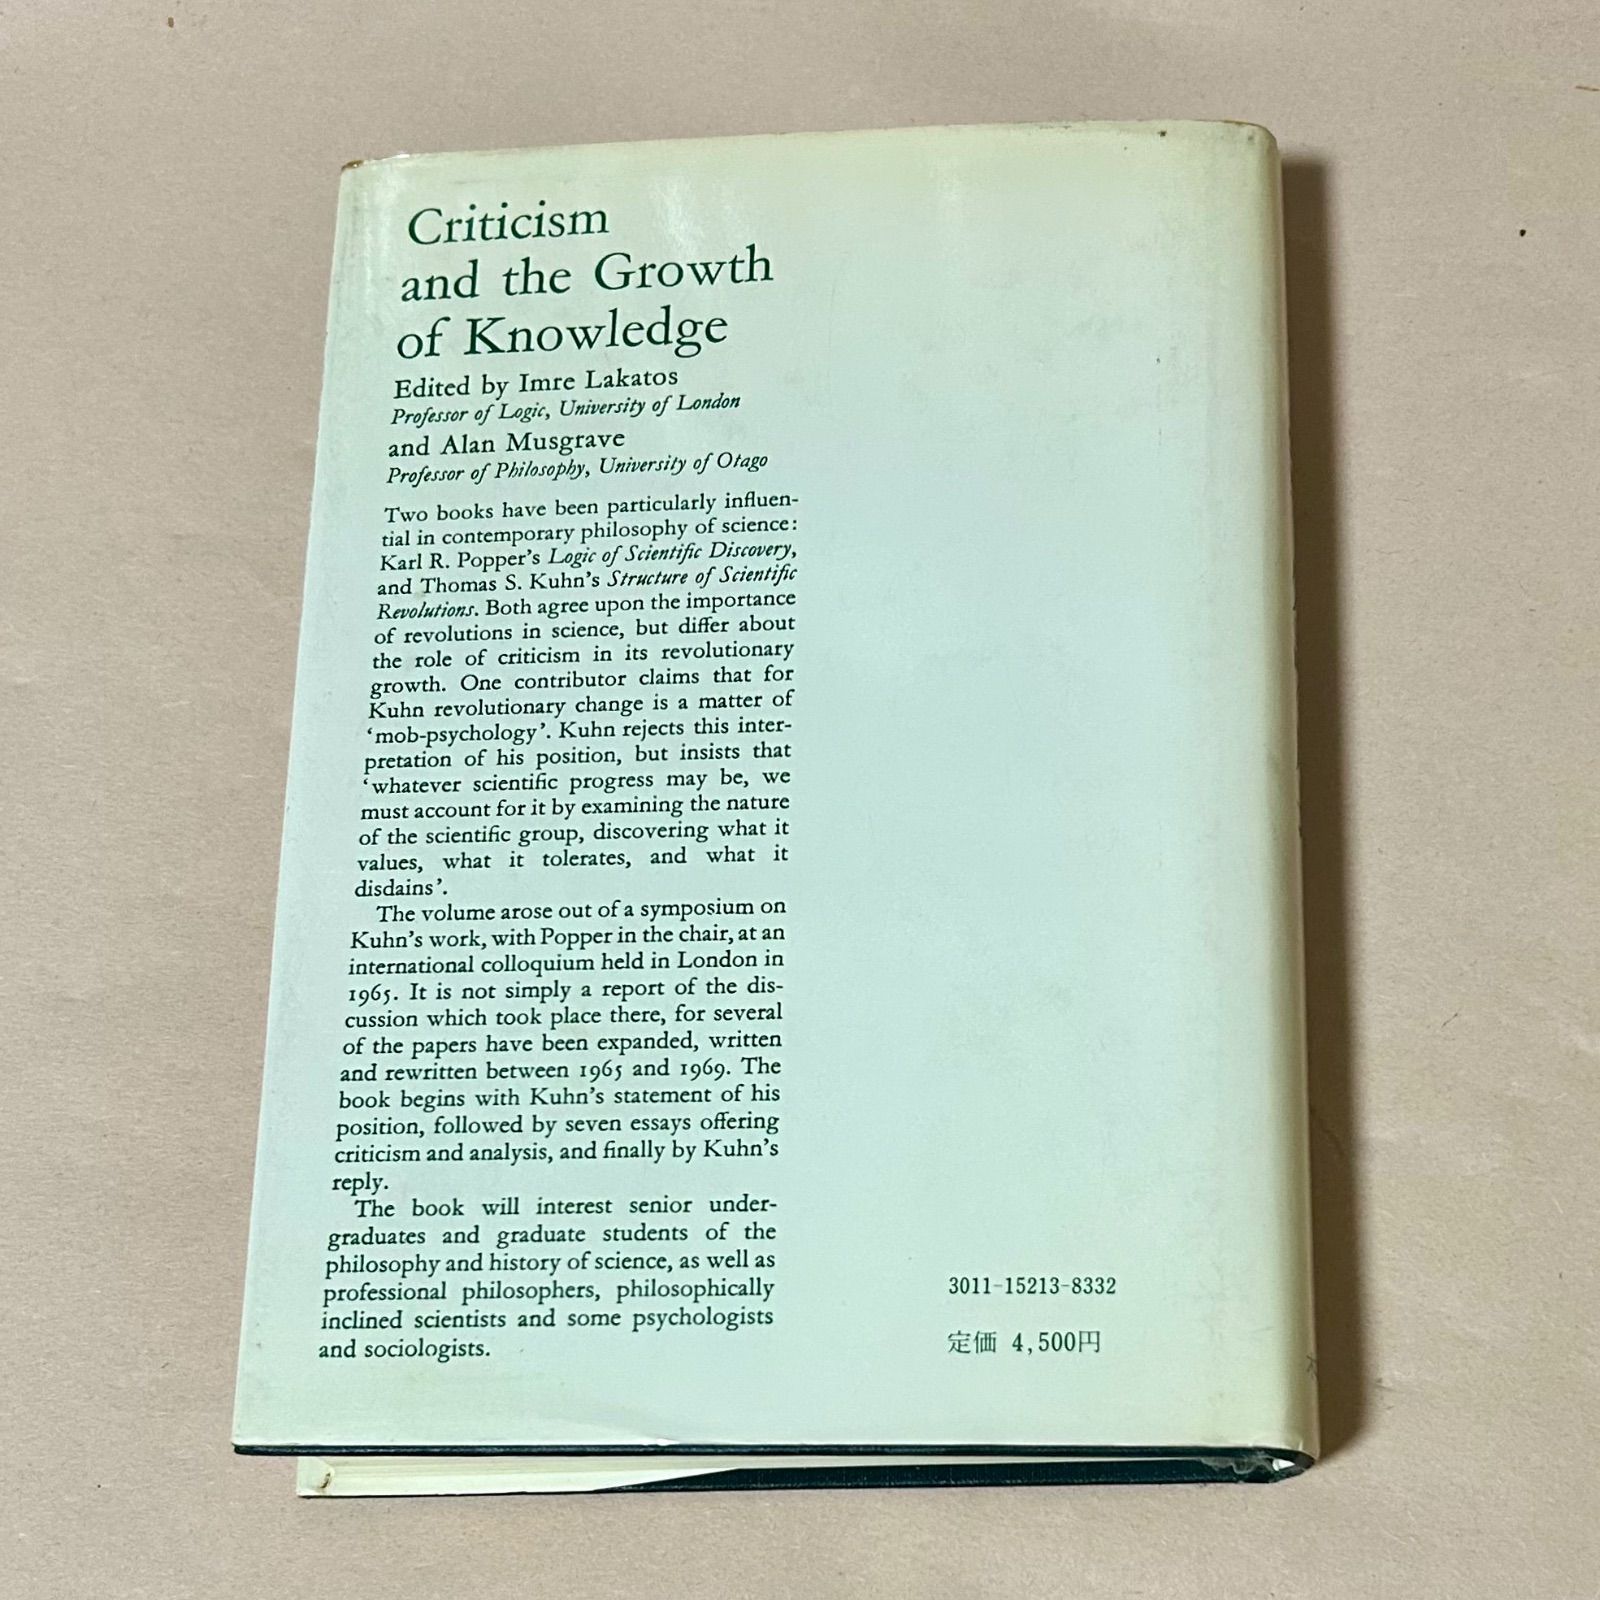 Criticism
and the Growth
of Knowledge
Edited by Imre Lakatos
Professor of Logic, University of London
and Alan Musgrave
Professor of Philosophy, University of Otago
Two books have been particularly influen-
tial in contemporary philosophy of science:
Karl R. Popper's Logic of Scientific Discovery,
and Thomas S. Kuhn's Structure of Scientific
Revolutions. Both agree upon the importance
of revolutions in science, but differ about
the role of criticism in its revolutionary
growth. One contributor claims that for
Kuhn revolutionary change is a matter of
‘mob-psychology’. Kuhn rejects this inter-
pretation of his position, but insists that
‘whatever scientific progress may be, we
must account for it by examining the nature
of the scientific group, discovering what it
values, what it tolerates, and what it
disdains’.
The volume arose out of a symposium on
Kuhn's work, with Popper in the chair, at an
international colloquium held in London in
1965. It is not simply a report of the dis-
cussion which took place there, for several
of the papers have been expanded, written
and rewritten between 1965 and 1969. The
book begins with Kuhn's statement of his
position, followed by seven essays offering
criticism and analysis, and finally by Kuhn's
reply.
The book will interest senior under-
graduates and graduate students of the
philosophy and history of science, as well as
professional philosophers, philosophically
inclined scientists and some psychologists
and sociologists.
3011-15213-8332
定価 4,500円